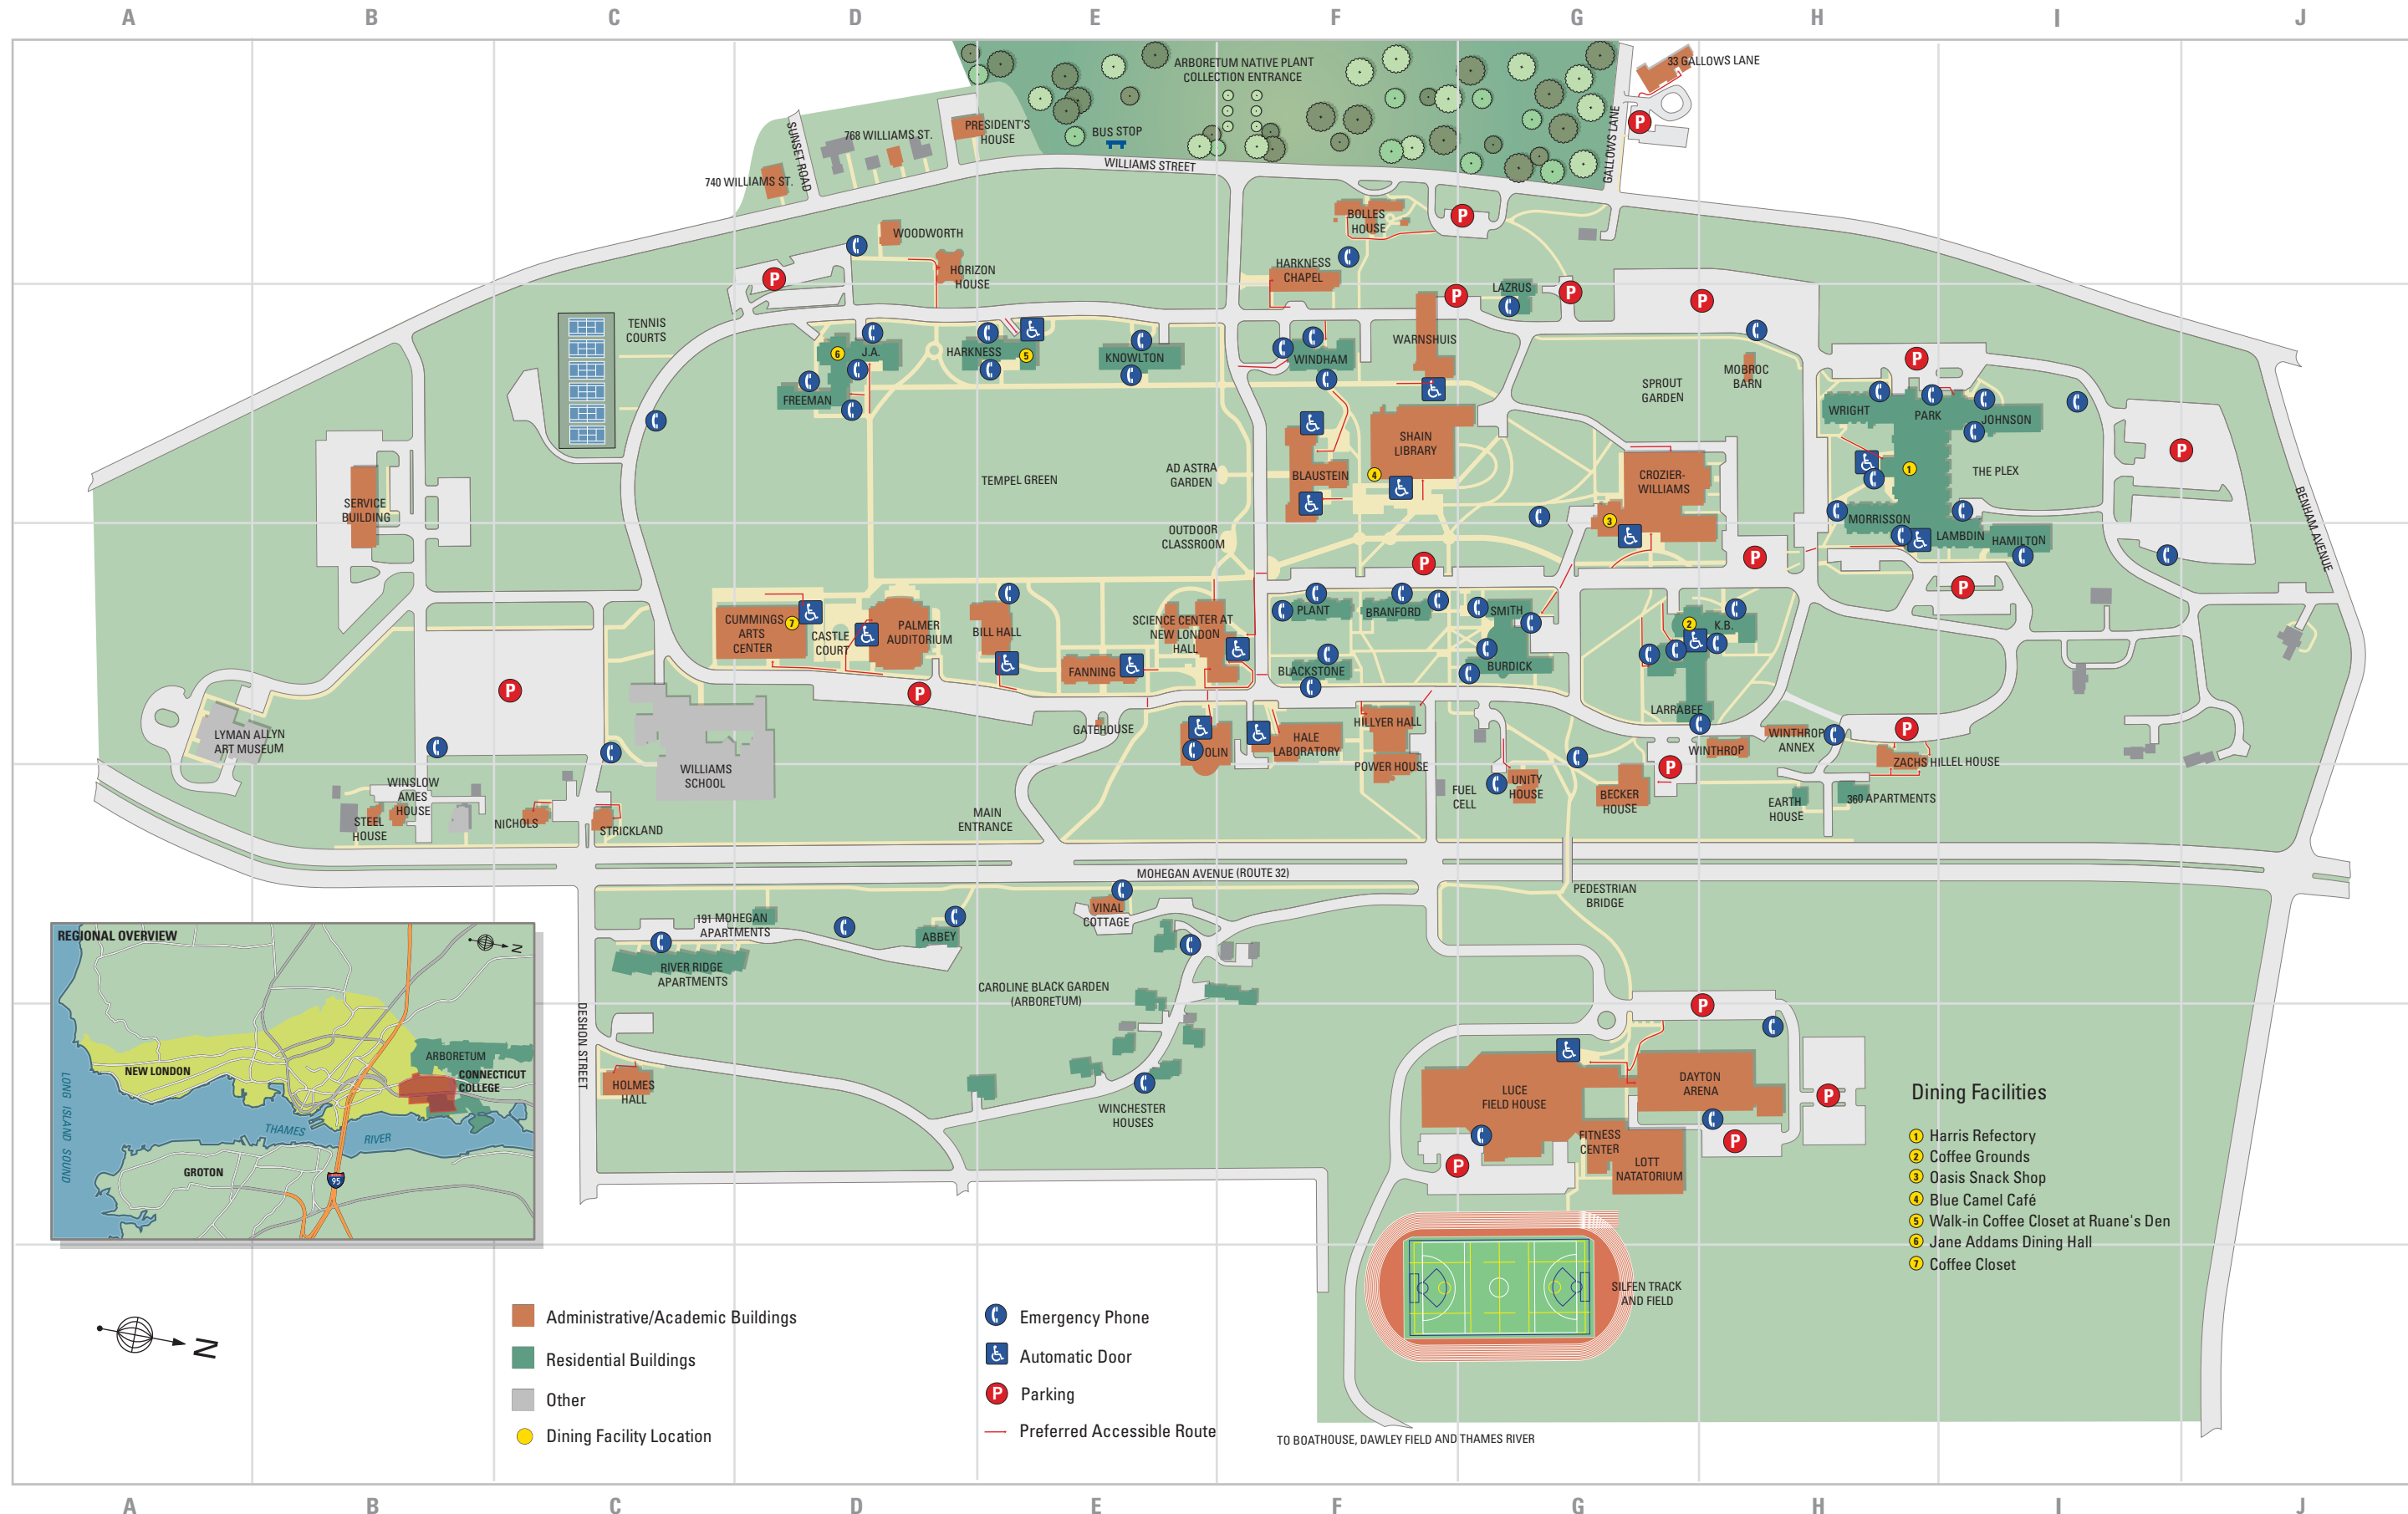 A B C D E F G H I J
ARBORETUM NATIVE PLANT
COLLECTION ENTRANCE
33 GALLOWS LANE
GALLOWS LANE
P
SUNSET ROAD
768 WILLIAMS ST.
PRESIDENT'S
HOUSE
BUS STOP
WILLIAMS STREET
740 WILLIAMS ST.
BOLLES
HOUSE
P
WOODWORTH
HORIZON
HOUSE
P
HARKNESS
CHAPEL
LAZRUS
P
P
P
TENNIS
COURTS
6
J.A.
HARKNESS
5
KNOWLTON
WINDHAM
WARNSHUIS
FREEMAN
SPROUT
GARDEN
MOBROC
BARN
P
WRIGHT
PARK
JOHNSON
P
SHAIN
LIBRARY
4
BLAUSTEIN
CROZIER-
WILLIAMS
3
1
THE PLEX
AD ASTRA
GARDEN
TEMPEL GREEN
SERVICE
BUILDING
BENHAM AVENUE
OUTDOOR
CLASSROOM
MORRISSON
LAMBDIN
HAMILTON
P
P
P
CUMMINGS
ARTS
CENTER
7
CASTLE
COURT
PALMER
AUDITORIUM
BILL HALL
SCIENCE CENTER AT
NEW LONDON
HALL
FANNING
PLANT
BRANFORD
SMITH
BLACKSTONE
BURDICK
2
K.B.
LARRABEE
P
P
LYMAN ALLYN
ART MUSEUM
GATEHOUSE
OLIN
HALE
LABORATORY
HILLYER HALL
POWER HOUSE
WINTHROP
WINTHROP
ANNEX
P
ZACHS HILLEL HOUSE
P
WILLIAMS
SCHOOL
WINSLOW
AMES
HOUSE
STEEL
HOUSE
NICHOLS
STRICKLAND
MAIN
ENTRANCE
FUEL
CELL
UNITY
HOUSE
BECKER
HOUSE
EARTH
HOUSE
360 APARTMENTS
MOHEGAN AVENUE (ROUTE 32)
PEDESTRIAN
BRIDGE
191 MOHEGAN
APARTMENTS
ABBEY
VINAL
COTTAGE
RIVER RIDGE
APARTMENTS
CAROLINE BLACK GARDEN
(ARBORETUM)
DESHON STREET
HOLMES
HALL
WINCHESTER
HOUSES
P
LUCE
FIELD HOUSE
DAYTON
ARENA
P
FITNESS
CENTER
LOTT
NATATORIUM
P
P
SILFEN TRACK
AND FIELD
TO BOATHOUSE, DAWLEY FIELD AND THAMES RIVER
REGIONAL OVERVIEW
N
ARBORETUM
NEW LONDON
CONNECTICUT
COLLEGE
LONG ISLAND SOUND
THAMES RIVER
GROTON
95
Dining Facilities
1 Harris Refectory
2 Coffee Grounds
3 Oasis Snack Shop
4 Blue Camel Café
5 Walk-in Coffee Closet at Ruane's Den
6 Jane Addams Dining Hall
7 Coffee Closet
N
Administrative/Academic Buildings
Residential Buildings
Other
Dining Facility Location
Emergency Phone
Automatic Door
P Parking
Preferred Accessible Route
A B C D E F G H I J